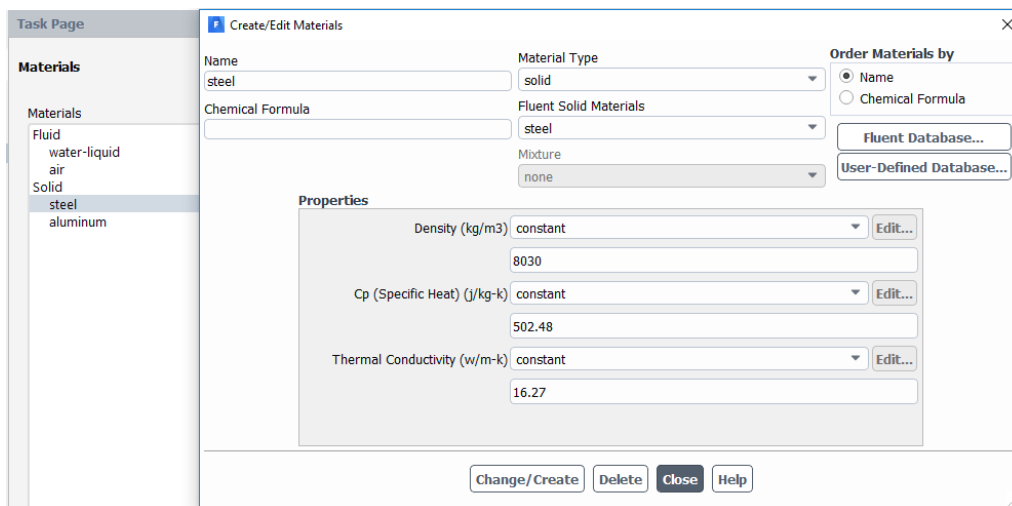 Task Page
Materials
Materials
Fluid
water-liquid
air
Solid
steel
aluminum
Create/Edit Materials
Name
steel
Chemical Formula
Material Type
solid
Fluent Solid Materials
steel
Mixture
none
Order Materials by
Name
Chemical Formula
Fluent Database...
User-Defined Database...
Properties
Density (kg/m3) constant Edit...
8030
Cp (Specific Heat) (j/kg-k) constant Edit...
502.48
Thermal Conductivity (w/m-k) constant Edit...
16.27
Change/Create Delete Close Help